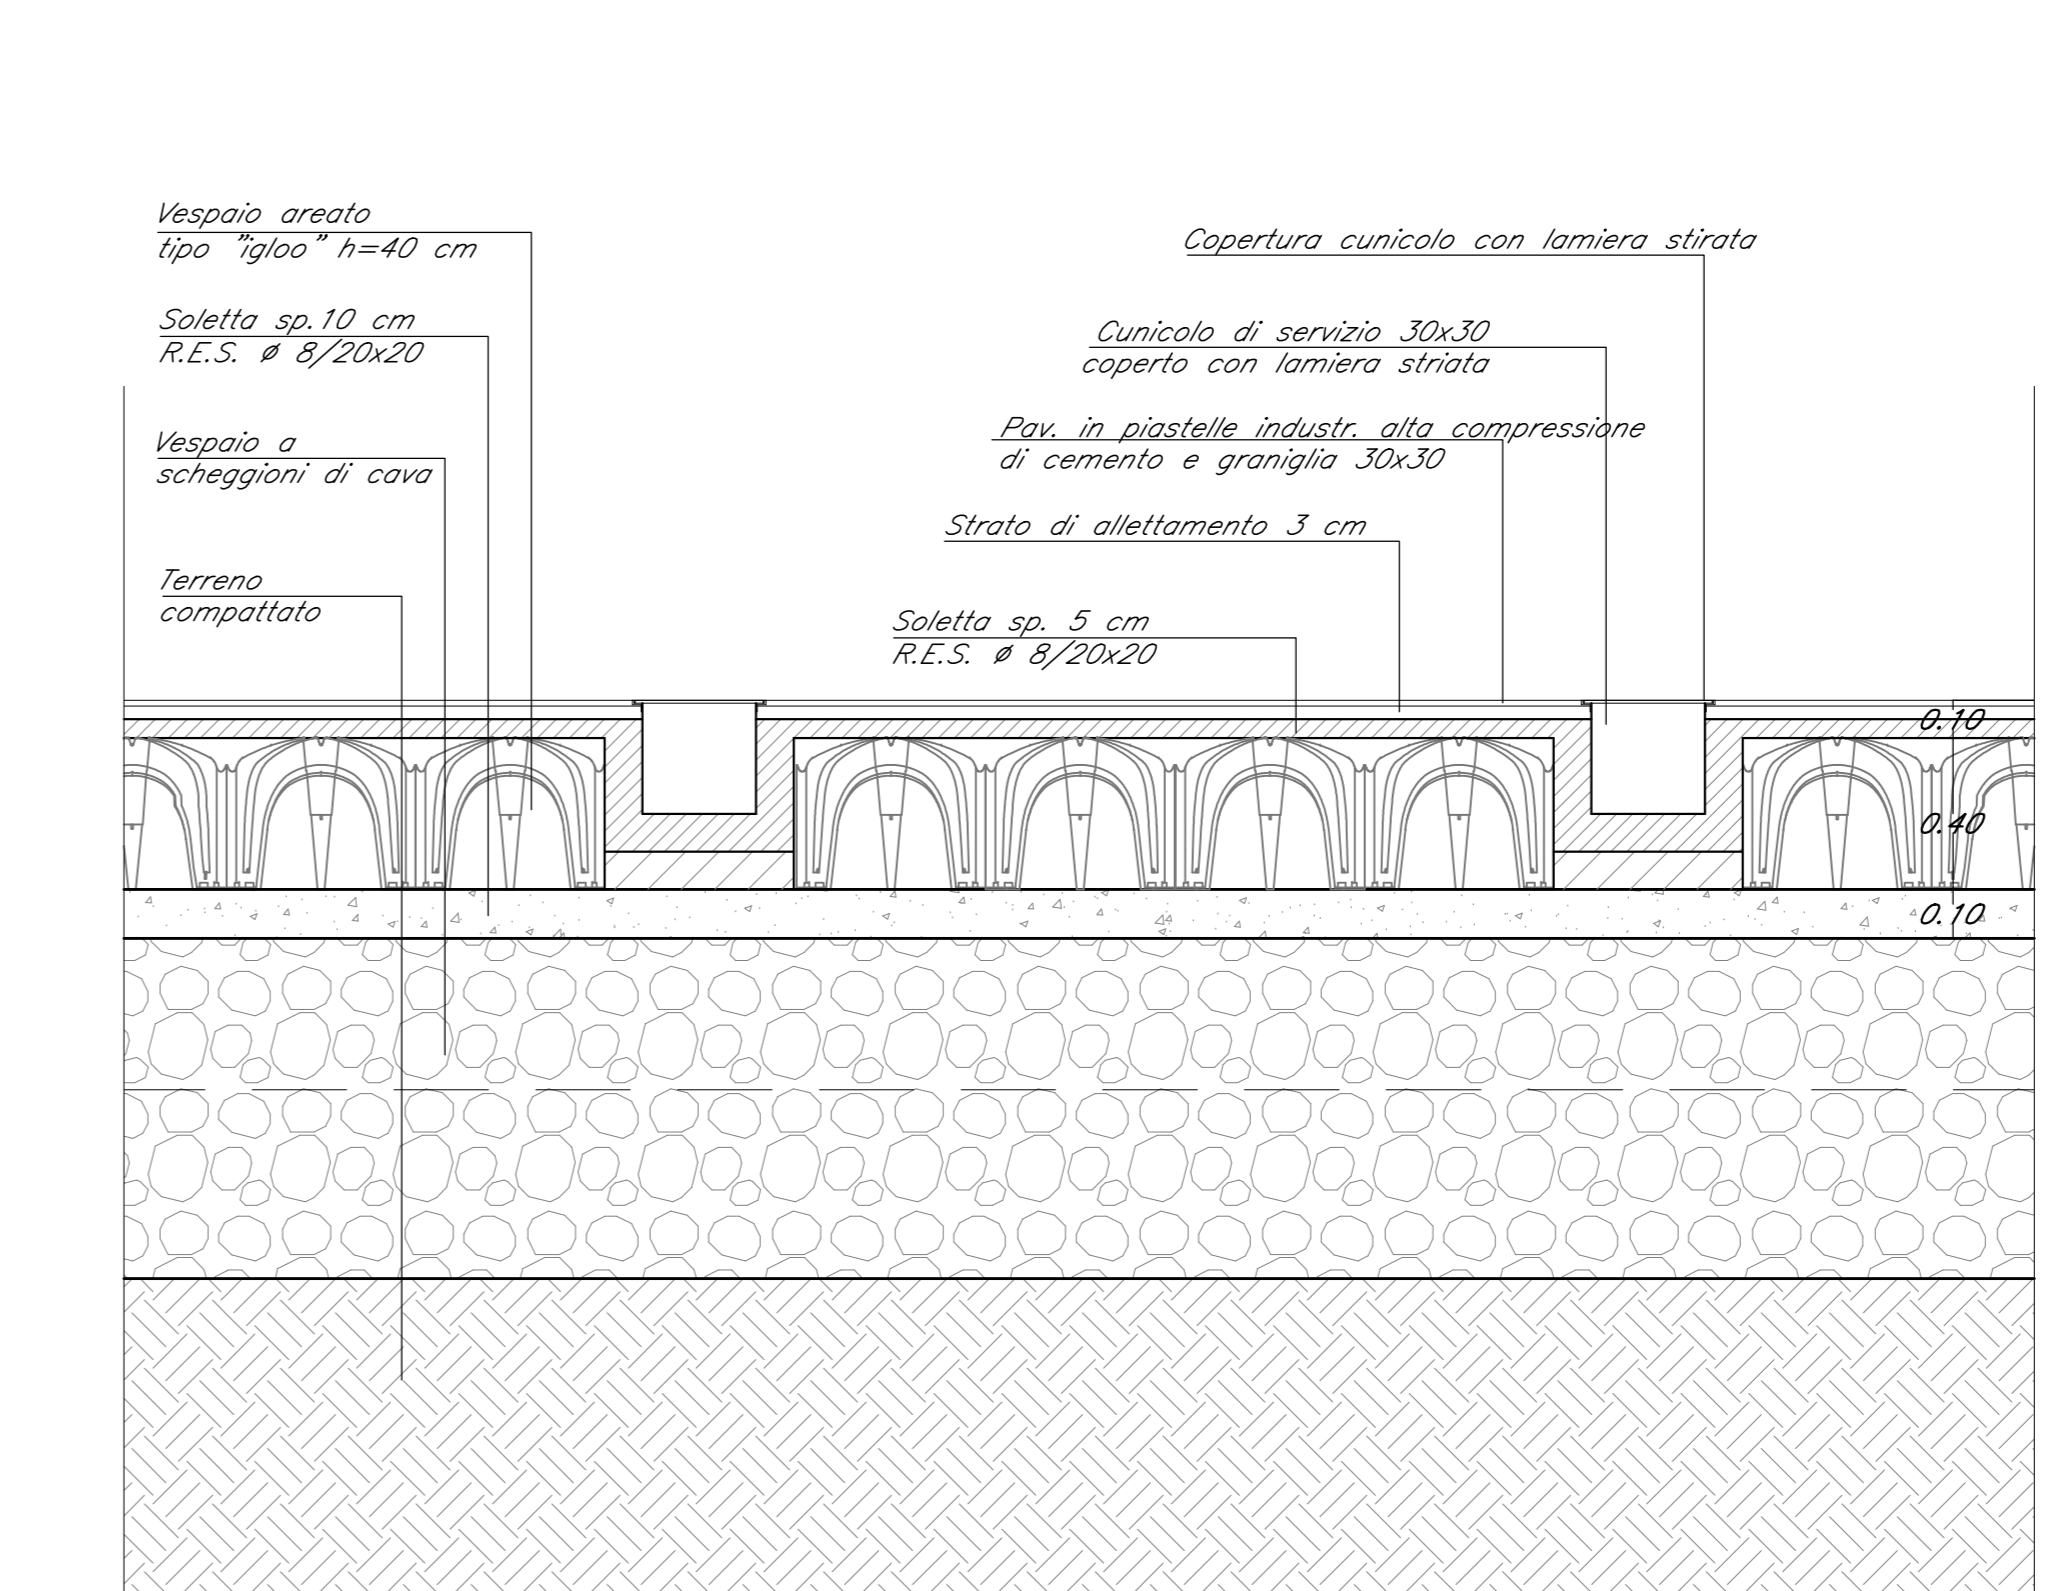 Vespaio areato
tipo "igloo" h=40 cm
Soletta sp.10 cm
R.E.S. ø 8/20x20
Vespaio a
scheggioni di cava
Terreno
compattato
Copertura cunicolo con lamiera stirata
Cunicolo di servizio 30x30
coperto con lamiera striata
Pav. in piastelle industr. alta compressione
di cemento e graniglia 30x30
Strato di allettamento 3 cm
Soletta sp. 5 cm
R.E.S. ø 8/20x20
0.10
0.40
0.10